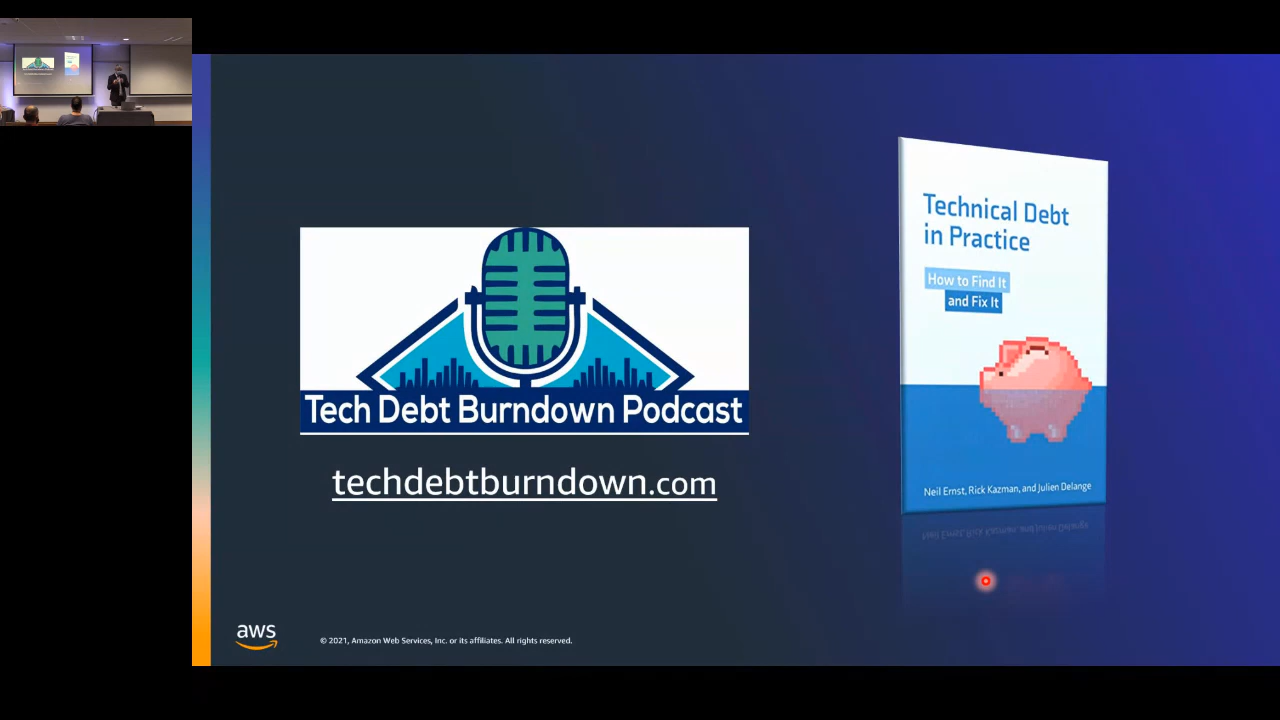 Tech Debt Burndown Podcast
techdebtburndown.com
Technical Debt
in Practice
How to Find It
and Fix It
Neil Ernst, Rick Kazman, and Julien Delange
aws
© 2021, Amazon Web Services, Inc. or its affiliates. All rights reserved.